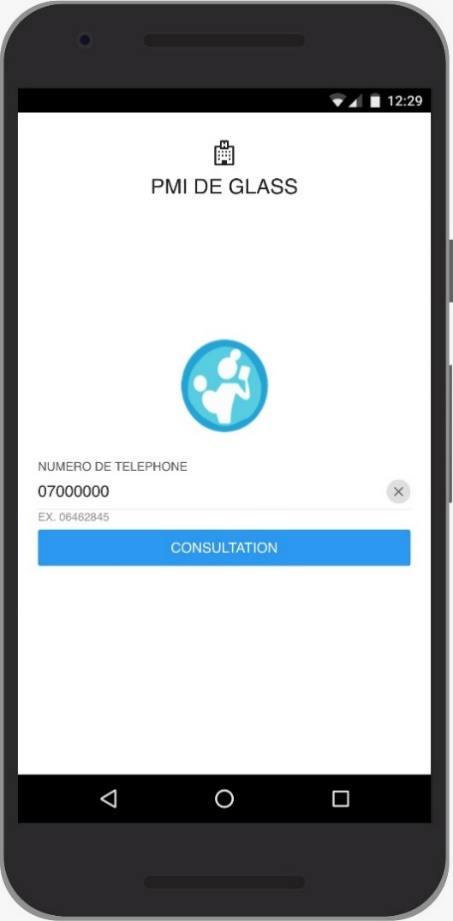 12:29
PMI DE GLASS
NUMERO DE TELEPHONE
07000000
EX. 06462845
CONSULTATION